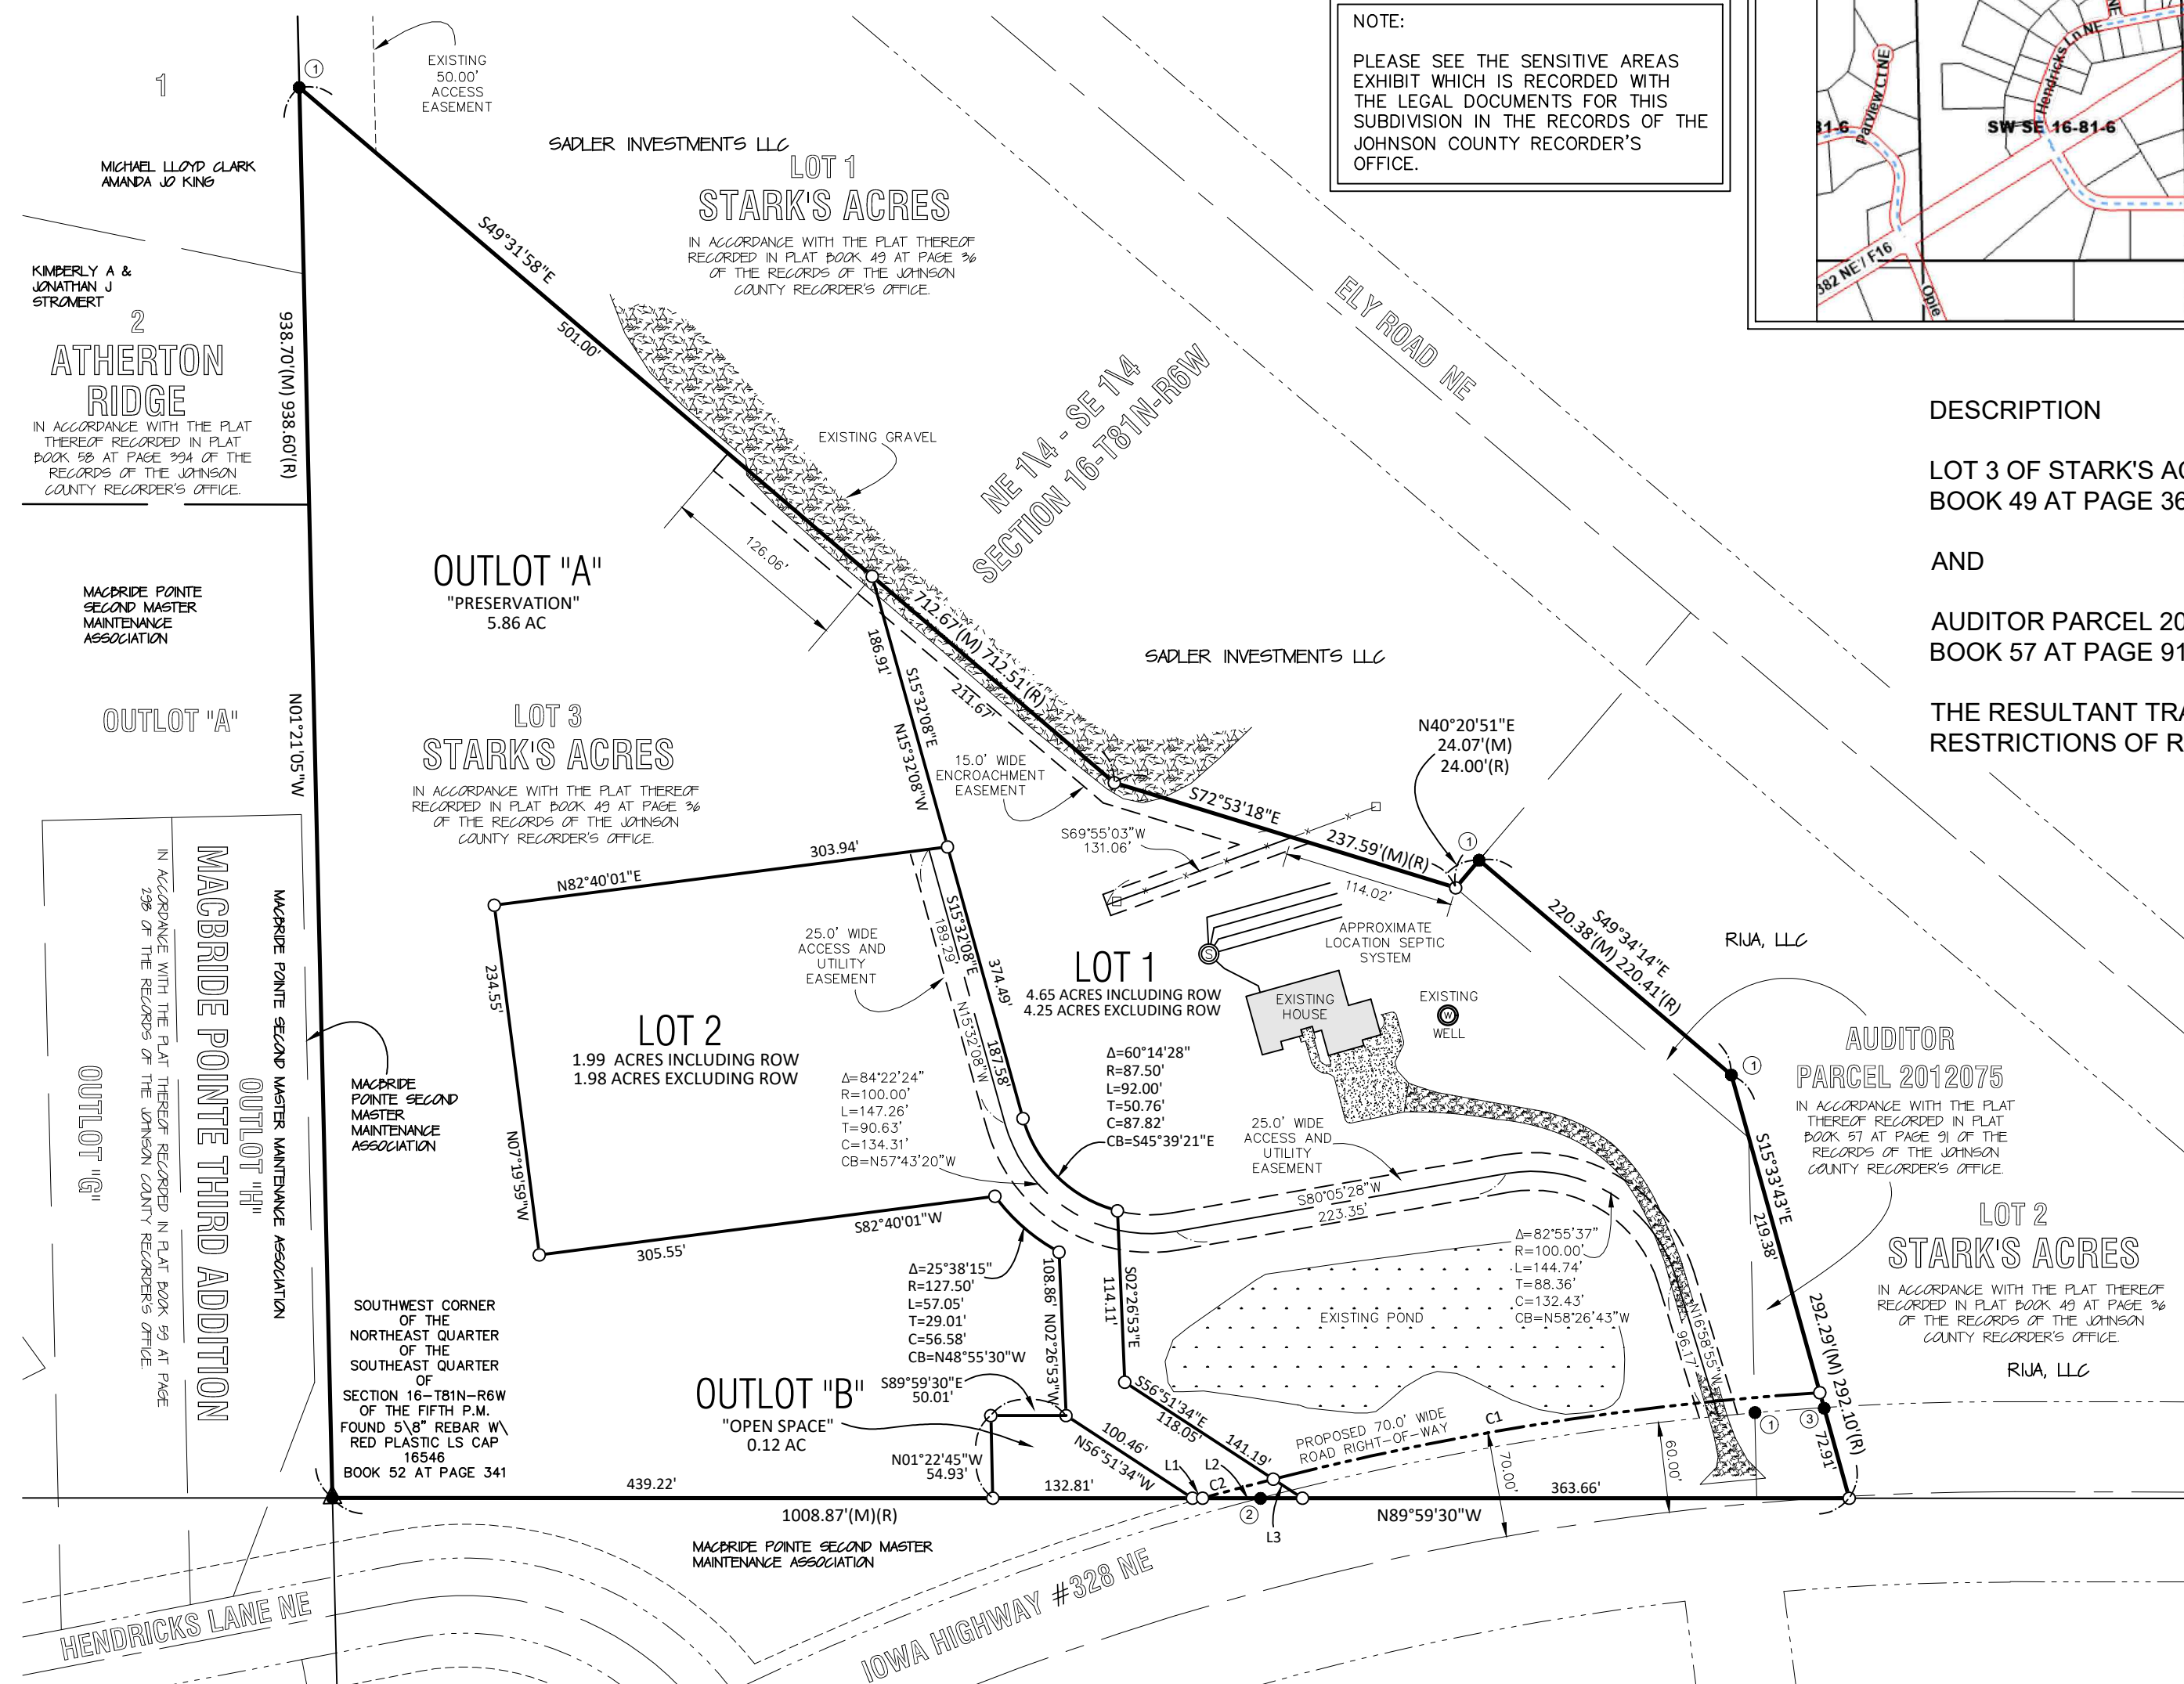 NOTE:
PLEASE SEE THE SENSITIVE AREAS
EXHIBIT WHICH IS RECORDED WITH
THE LEGAL DOCUMENTS FOR THIS
SUBDIVISION IN THE RECORDS OF THE
JOHNSON COUNTY RECORDER'S
OFFICE.
Parview Ct NE
Hendricks Ln NE
NE
31-6
SW SE 16-81-6
382 NE / F16
Opie
1
1
EXISTING
50.00'
ACCESS
EASEMENT
MICHAEL LLOYD CLARK
AMANDA JO KING
SADLER INVESTMENTS LLC
LOT 1
STARK'S ACRES
IN ACCORDANCE WITH THE PLAT THEREOF
RECORDED IN PLAT BOOK 49 AT PAGE 36
OF THE RECORDS OF THE JOHNSON
COUNTY RECORDER'S OFFICE.
S49°31'58"E
501.00'
KIMBERLY A &
JONATHAN J
STROMERT
2
ATHERTON
RIDGE
IN ACCORDANCE WITH THE PLAT
THEREOF RECORDED IN PLAT
BOOK 58 AT PAGE 394 OF THE
RECORDS OF THE JOHNSON
COUNTY RECORDER'S OFFICE.
938.70'(M) 938.60'(R)
N01°21'05"W
ELY ROAD NE
NE 1\4 - SE 1\4
SECTION 16-T81N-R6W
EXISTING GRAVEL
DESCRIPTION
LOT 3 OF STARK'S AC
BOOK 49 AT PAGE 36
AND
AUDITOR PARCEL 20
BOOK 57 AT PAGE 91
THE RESULTANT TRA
RESTRICTIONS OF R
126.06'
OUTLOT "A"
"PRESERVATION"
5.86 AC
MACBRIDE POINTE
SECOND MASTER
MAINTENANCE
ASSOCIATION
OUTLOT "A"
712.67'(M) 712.51'(R)
211.67'
186.91'
S15°32'08"E
N15°32'08"W
SADLER INVESTMENTS LLC
LOT 3
STARK'S ACRES
IN ACCORDANCE WITH THE PLAT THEREOF
RECORDED IN PLAT BOOK 49 AT PAGE 36
OF THE RECORDS OF THE JOHNSON
COUNTY RECORDER'S OFFICE.
15.0' WIDE
ENCROACHMENT
EASEMENT
N40°20'51"E
24.07'(M)
24.00'(R)
1
S72°53'18"E
237.59'(M)(R)
S69°55'03"W
131.06'
114.02'
303.94'
N82°40'01"E
25.0' WIDE
ACCESS AND
UTILITY
EASEMENT
S15°32'08"E
189.29'
374.49'
N15°32'08"W
187.58'
APPROXIMATE
LOCATION SEPTIC
SYSTEM
S
S49°34'14"E
220.38'(M) 220.41'(R)
RIJA, LLC
LOT 1
4.65 ACRES INCLUDING ROW
4.25 ACRES EXCLUDING ROW
EXISTING
HOUSE
EXISTING
W
WELL
234.55'
N07°19'59"W
LOT 2
1.99 ACRES INCLUDING ROW
1.98 ACRES EXCLUDING ROW
AUDITOR
PARCEL 2012075
IN ACCORDANCE WITH THE PLAT
THEREOF RECORDED IN PLAT
BOOK 57 AT PAGE 91 OF THE
RECORDS OF THE JOHNSON
COUNTY RECORDER'S OFFICE.
1
Δ=84°22'24"
R=100.00'
L=147.26'
T=90.63'
C=134.31'
CB=N57°43'20"W
Δ=60°14'28"
R=87.50'
L=92.00'
T=50.76'
C=87.82'
CB=S45°39'21"E
25.0' WIDE
ACCESS AND
UTILITY
EASEMENT
OUTLOT "G"
IN ACCORDANCE WITH THE PLAT THEREOF RECORDED IN PLAT BOOK 59 AT PAGE
298 OF THE RECORDS OF THE JOHNSON COUNTY RECORDER'S OFFICE.
MACBRIDE POINTE THIRD ADDITION
OUTLOT "H"
MACBRIDE POINTE SECOND MASTER MAINTENANCE ASSOCIATION
MACBRIDE
POINTE SECOND
MASTER
MAINTENANCE
ASSOCIATION
S82°40'01"W
305.55'
S80°05'28"W
223.35'
S15°33'43"E
219.38'
LOT 2
STARK'S ACRES
IN ACCORDANCE WITH THE PLAT THEREOF
RECORDED IN PLAT BOOK 49 AT PAGE 36
OF THE RECORDS OF THE JOHNSON
COUNTY RECORDER'S OFFICE.
RIJA, LLC
Δ=82°55'37"
R=100.00'
L=144.74'
T=88.36'
C=132.43'
CB=N58°26'43"W
EXISTING POND
Δ=25°38'15"
R=127.50'
L=57.05'
T=29.01'
C=56.58'
CB=N48°55'30"W
108.86' N02°26'53"W
S02°26'53"E
114.11'
292.29'(M) 292.10'(R)
N16°58'55"W
96.17'
SOUTHWEST CORNER
OF THE
NORTHEAST QUARTER
OF THE
SOUTHEAST QUARTER
OF
SECTION 16-T81N-R6W
OF THE FIFTH P.M.
FOUND 5\8" REBAR W\
RED PLASTIC LS CAP
16546
BOOK 52 AT PAGE 341
OUTLOT "B"
"OPEN SPACE"
0.12 AC
S89°59'30"E
50.01'
N01°22'45"W
54.93'
S56°51'34"E
118.05'
141.19'
100.46'
N56°51'34"W
PROPOSED 70.0' WIDE
ROAD RIGHT-OF-WAY
C1
1
3
72.91'
L1
L2
C2
L3
2
70.00'
60.00'
439.22'
132.81'
363.66'
1008.87'(M)(R)
N89°59'30"W
MACBRIDE POINTE SECOND MASTER
MAINTENANCE ASSOCIATION
HENDRICKS LANE NE
IOWA HIGHWAY #328 NE